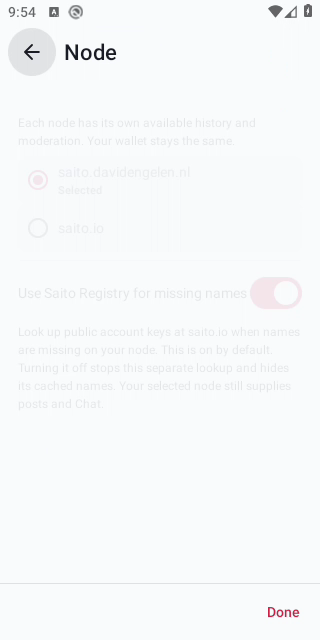 9:54
Node
Each node has its own available history and
moderation. Your wallet stays the same.
saito.davidengelen.nl
Selected
saito.io
Use Saito Registry for missing names
Look up public account keys at saito.io when names
are missing on your node. This is on by default.
Turning it off stops this separate lookup and hides
its cached names. Your selected node still supplies
posts and Chat.
Done